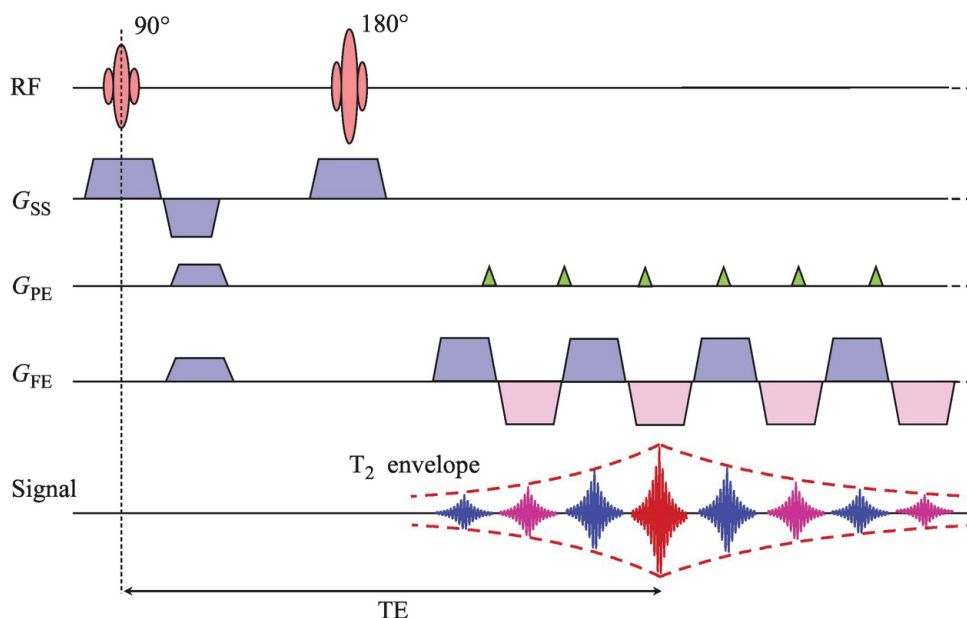 90°
180°
RF
G_SS
G_PE
G_FE
T₂ envelope
Signal
TE